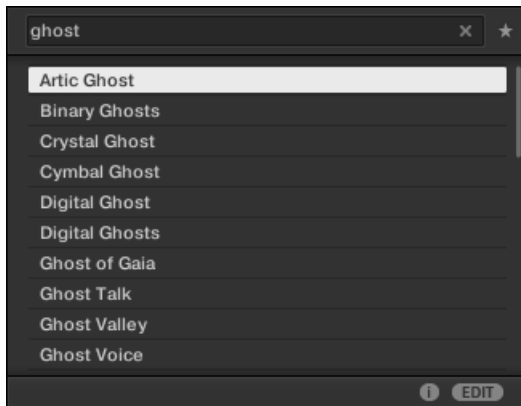 ghost
Artic Ghost
Binary Ghosts
Crystal Ghost
Cymbal Ghost
Digital Ghost
Digital Ghosts
Ghost of Gaia
Ghost Talk
Ghost Valley
Ghost Voice
i EDIT